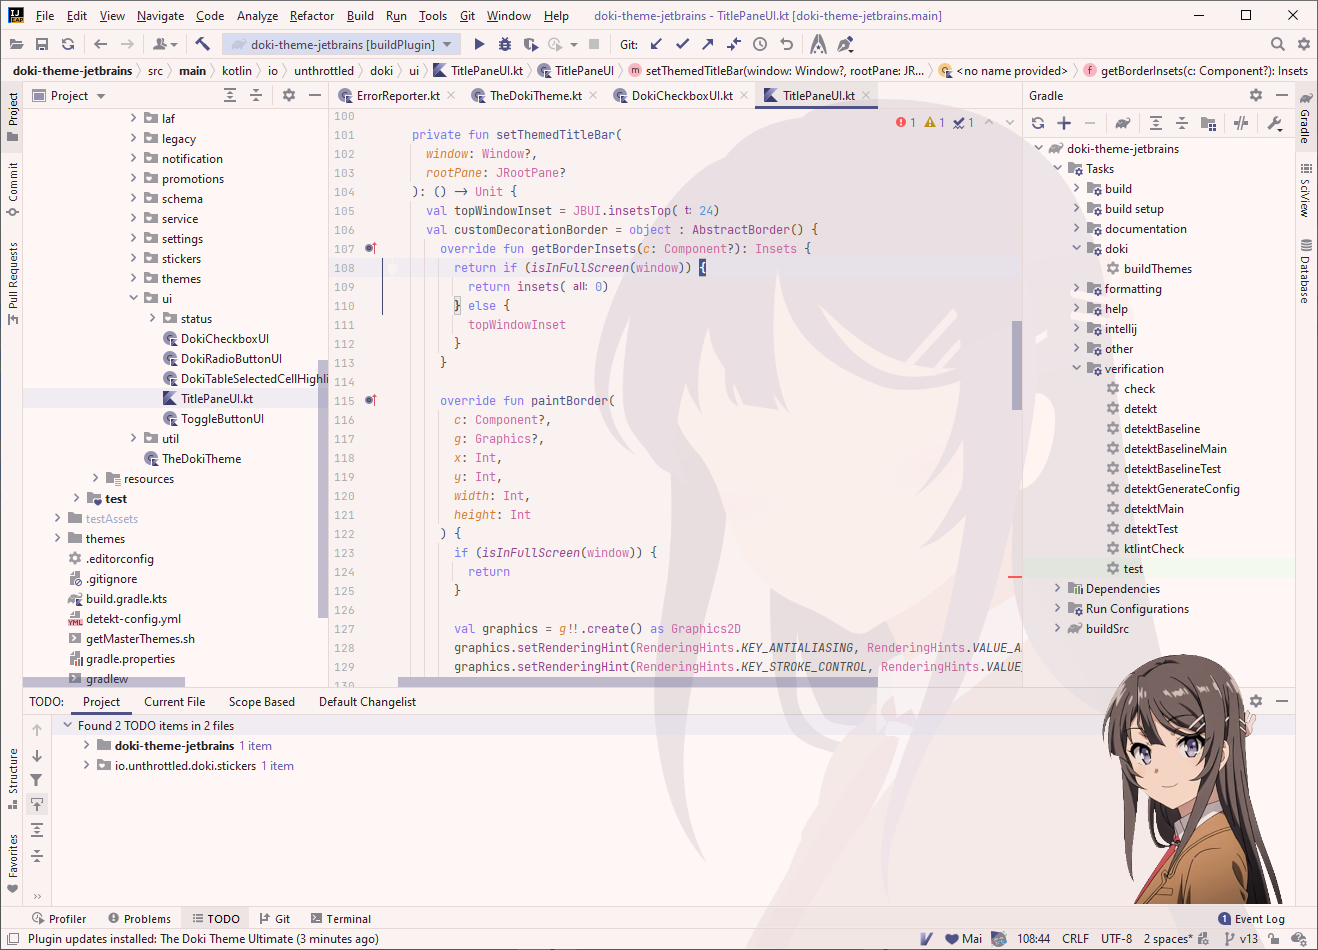 File Edit View Navigate Code Analyze Refactor Build Run Tools Git Window Help doki-theme-jetbrains - TitlePaneUI.kt [doki-theme-jetbrains.main]
doki-theme-jetbrains [buildPlugin] Git:
doki-theme-jetbrains src main kotlin io unthrottled doki ui TitlePaneUI.kt TitlePaneUI setThemedTitleBar(window: Window?, rootPane: JR... <no name provided> getBorderInsets(c: Component?): Insets
Project
Commit
Pull Requests
Structure
Favorites
Project
laf
legacy
notification
promotions
schema
service
settings
stickers
themes
ui
status
DokiCheckboxUI
DokiRadioButtonUI
DokiTableSelectedCellHighli
TitlePaneUI.kt
ToggleButtonUI
util
TheDokiTheme
resources
test
testAssets
themes
.editorconfig
.gitignore
build.gradle.kts
detekt-config.yml
getMasterThemes.sh
gradle.properties
gradlew
ErrorReporter.kt TheDokiTheme.kt DokiCheckboxUI.kt TitlePaneUI.kt
1 1 1
100
101 private fun setThemedTitleBar(
102 window: Window?,
103 rootPane: JRootPane?
104 ): () -> Unit {
105 val topWindowInset = JBUI.insetsTop( t: 24)
106 val customDecorationBorder = object : AbstractBorder() {
107 override fun getBorderInsets(c: Component?): Insets {
108 return if (isInFullScreen(window)) {
109 return insets( all: 0)
110 } else {
111 topWindowInset
112 }
113 }
114
115 override fun paintBorder(
116 c: Component?,
117 g: Graphics?,
118 x: Int,
119 y: Int,
120 width: Int,
121 height: Int
122 ) {
123 if (isInFullScreen(window)) {
124 return
125 }
126
127 val graphics = g!!.create() as Graphics2D
128 graphics.setRenderingHint(RenderingHints.KEY_ANTIALIASING, RenderingHints.VALUE_A
129 graphics.setRenderingHint(RenderingHints.KEY_STROKE_CONTROL, RenderingHints.VALUE_
130
Gradle
doki-theme-jetbrains
Tasks
build
build setup
documentation
doki
buildThemes
formatting
help
intellij
other
verification
check
detekt
detektBaseline
detektBaselineMain
detektBaselineTest
detektGenerateConfig
detektMain
detektTest
ktlintCheck
test
Dependencies
Run Configurations
buildSrc
Gradle
SciView
Database
TODO: Project Current File Scope Based Default Changelist
Found 2 TODO items in 2 files
doki-theme-jetbrains 1 item
io.unthrottled.doki.stickers 1 item
Profiler Problems TODO Git Terminal 1 Event Log
Plugin updates installed: The Doki Theme Ultimate (3 minutes ago) Mai 108:44 CRLF UTF-8 2 spaces* v13